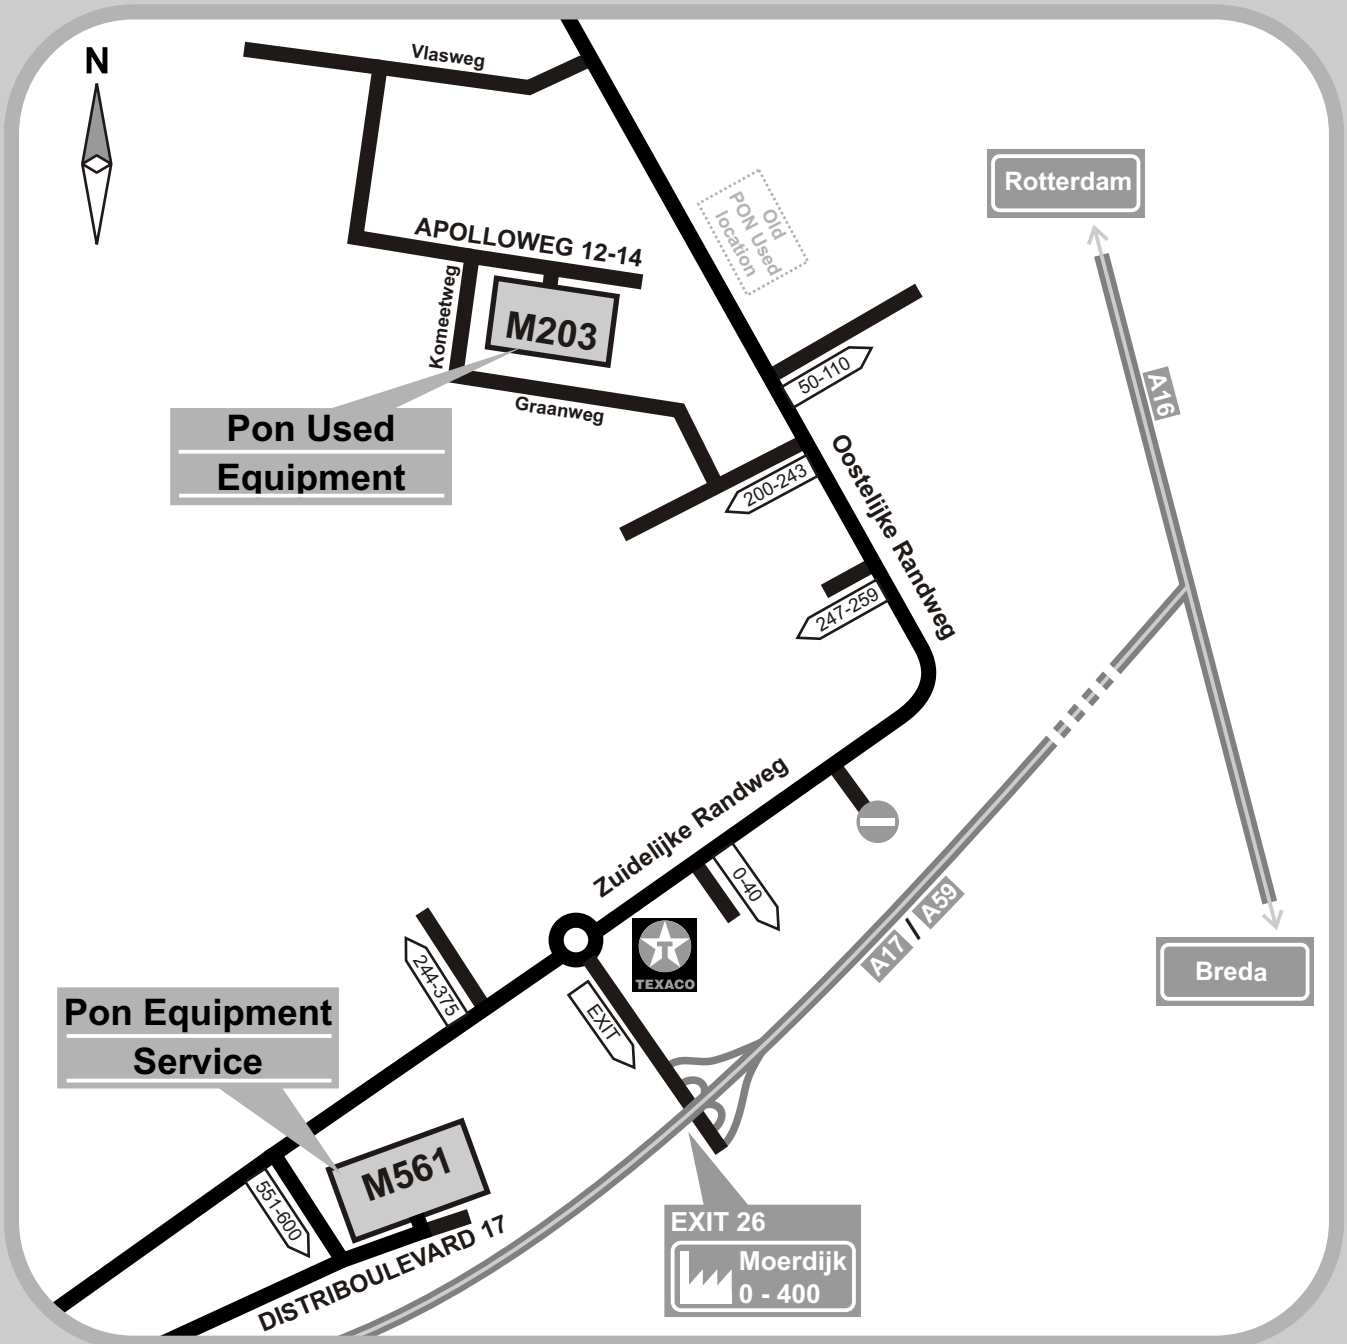 N
Vlasweg
Rotterdam
Old
PON Used
location
APOLLOWEG 12-14
Komeetweg
M203
50-110
A16
Pon Used
Equipment
Graanweg
Oostelijke Randweg
200-243
247-259
Zuidelijke Randweg
0-40
A17 / A59
TEXACO
T
Breda
244-375
EXIT
Pon Equipment
Service
M561
551-600
DISTRIBOULEVARD 17
EXIT 26
Moerdijk
0 - 400